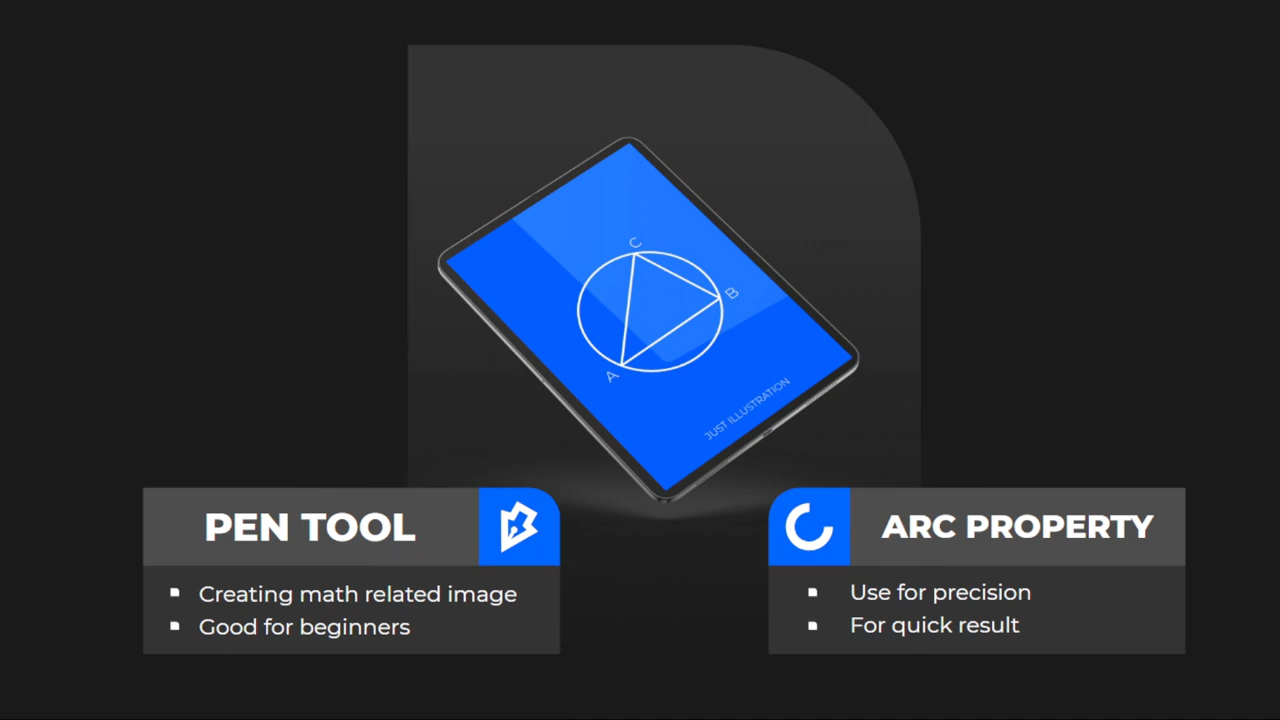 C
B
A
JUST ILLUSTRATION
PEN TOOL
Creating math related image
Good for beginners
ARC PROPERTY
Use for precision
For quick result